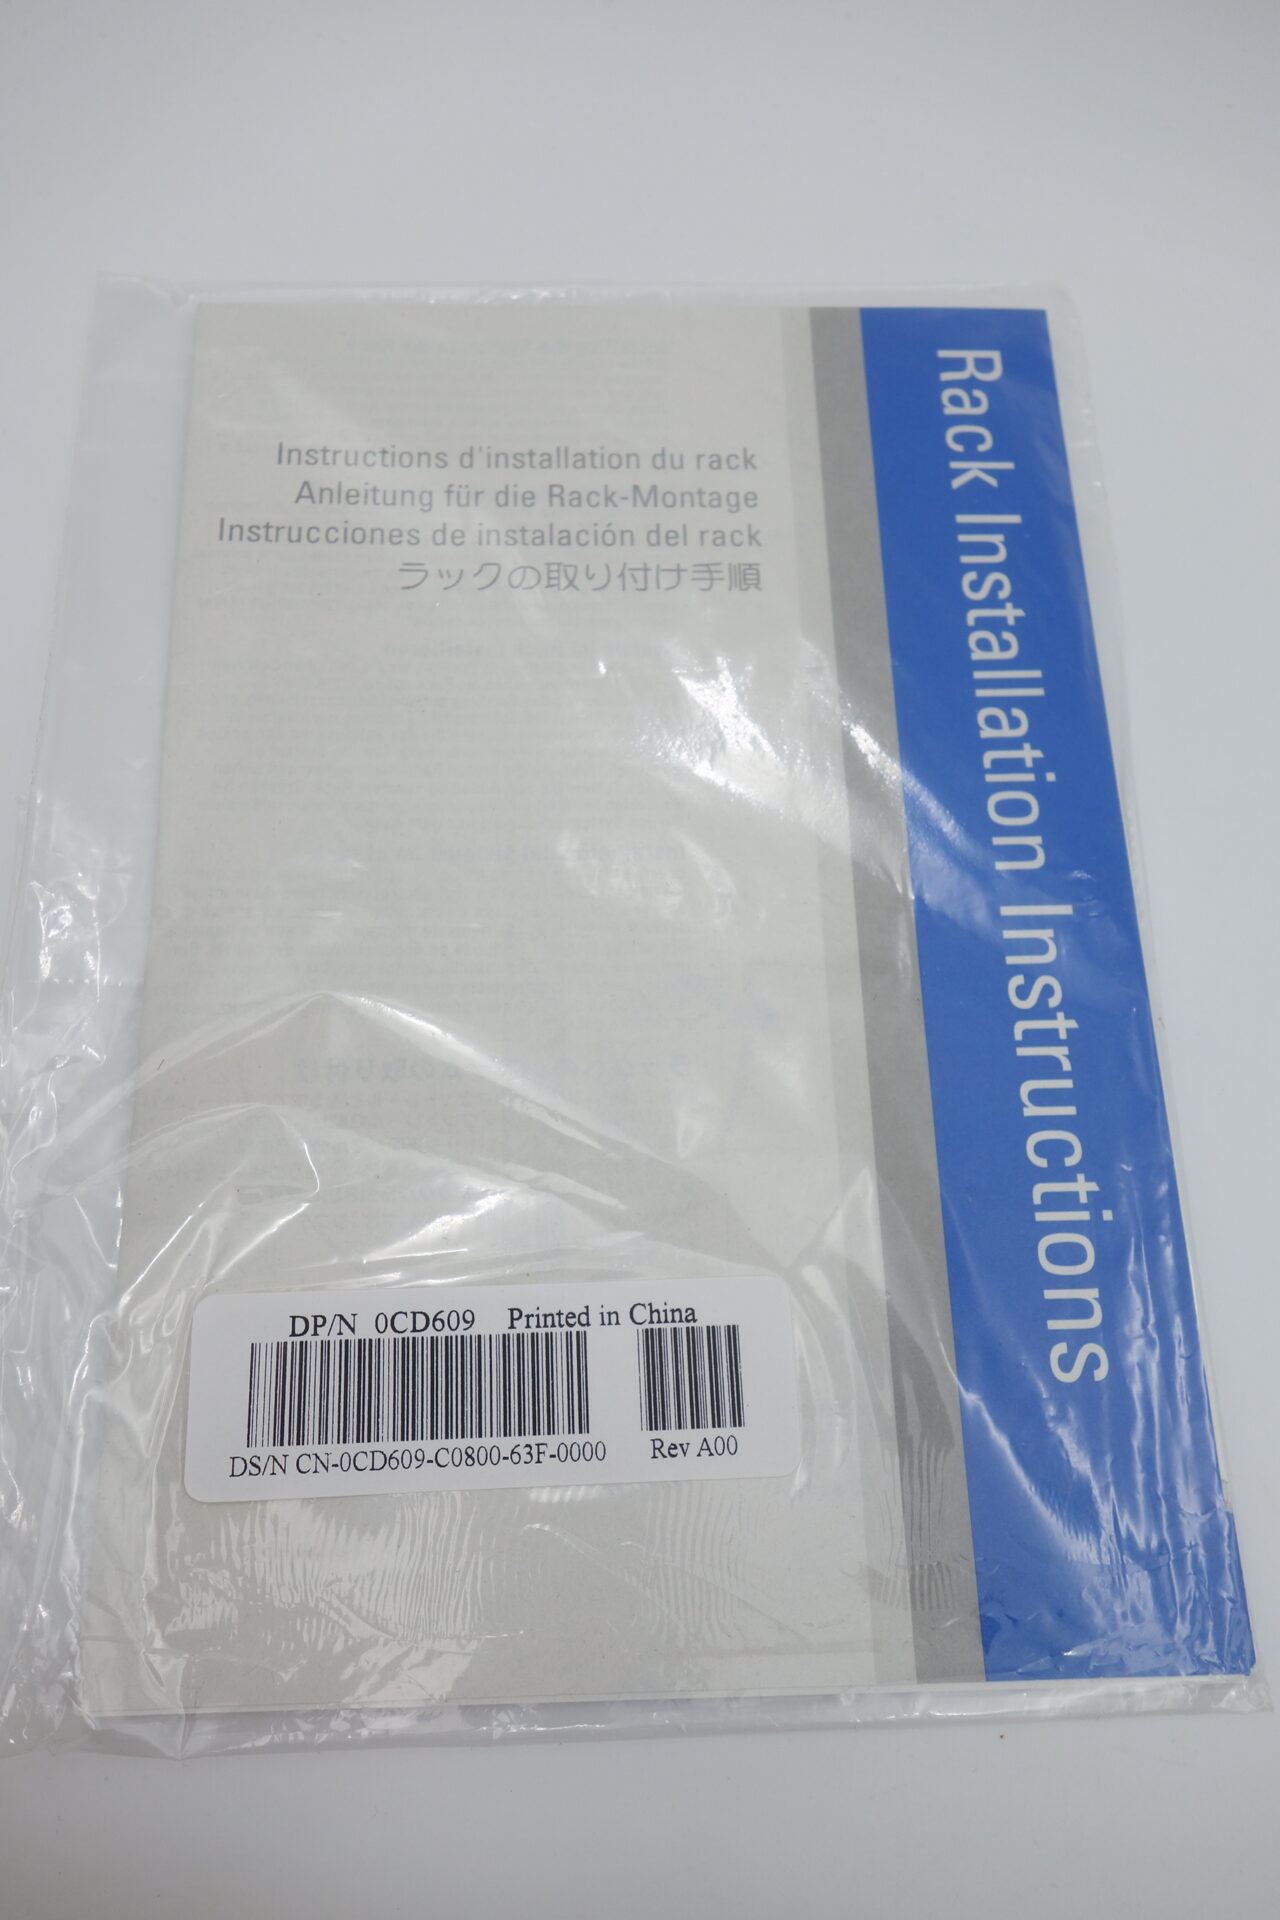 Rack Installation Instructions
Instructions d'installation du rack
Anleitung für die Rack-Montage
Instrucciones de instalación del rack
ラックの取り付け手順
DP/N 0CD609 Printed in China
DS/N CN-0CD609-C0800-63F-0000 Rev A00